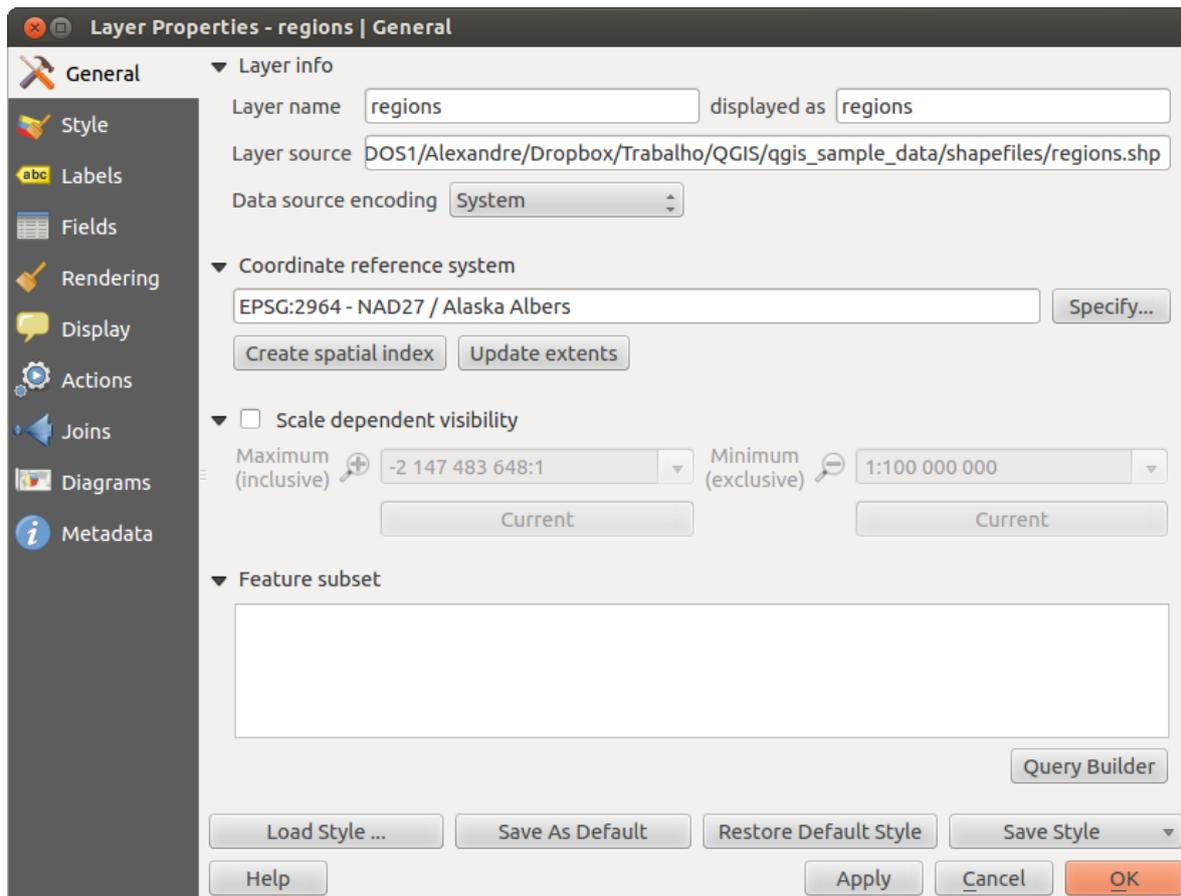 Layer Properties - regions | General
General
Style
abc Labels
Fields
Rendering
Display
Actions
Joins
Diagrams
Metadata
Layer info
Layer name regions displayed as regions
Layer source DOS1/Alexandre/Dropbox/Trabalho/QGIS/qgis_sample_data/shapefiles/regions.shp
Data source encoding System
Coordinate reference system
EPSG:2964 - NAD27 / Alaska Albers Specify...
Create spatial index Update extents
Scale dependent visibility
Maximum (inclusive) -2 147 483 648:1 Minimum (exclusive) 1:100 000 000
Current Current
Feature subset
Query Builder
Load Style ... Save As Default Restore Default Style Save Style
Help Apply Cancel OK